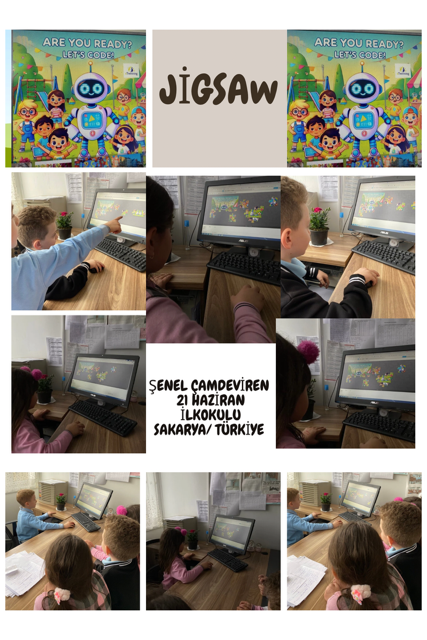 ARE YOU READY?
LET'S CODE!
JİGSAW
ARE YOU READY?
LET'S CODE!
ŞENEL ÇAMDEVİREN
21 HAZİRAN
İLKOKULU
SAKARYA/ TÜRKİYE